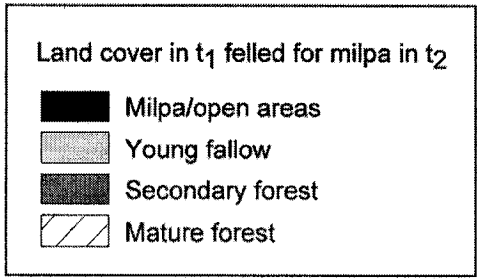 Land cover in t1 felled for milpa in t2
Milpa/open areas
Young fallow
Secondary forest
Mature forest